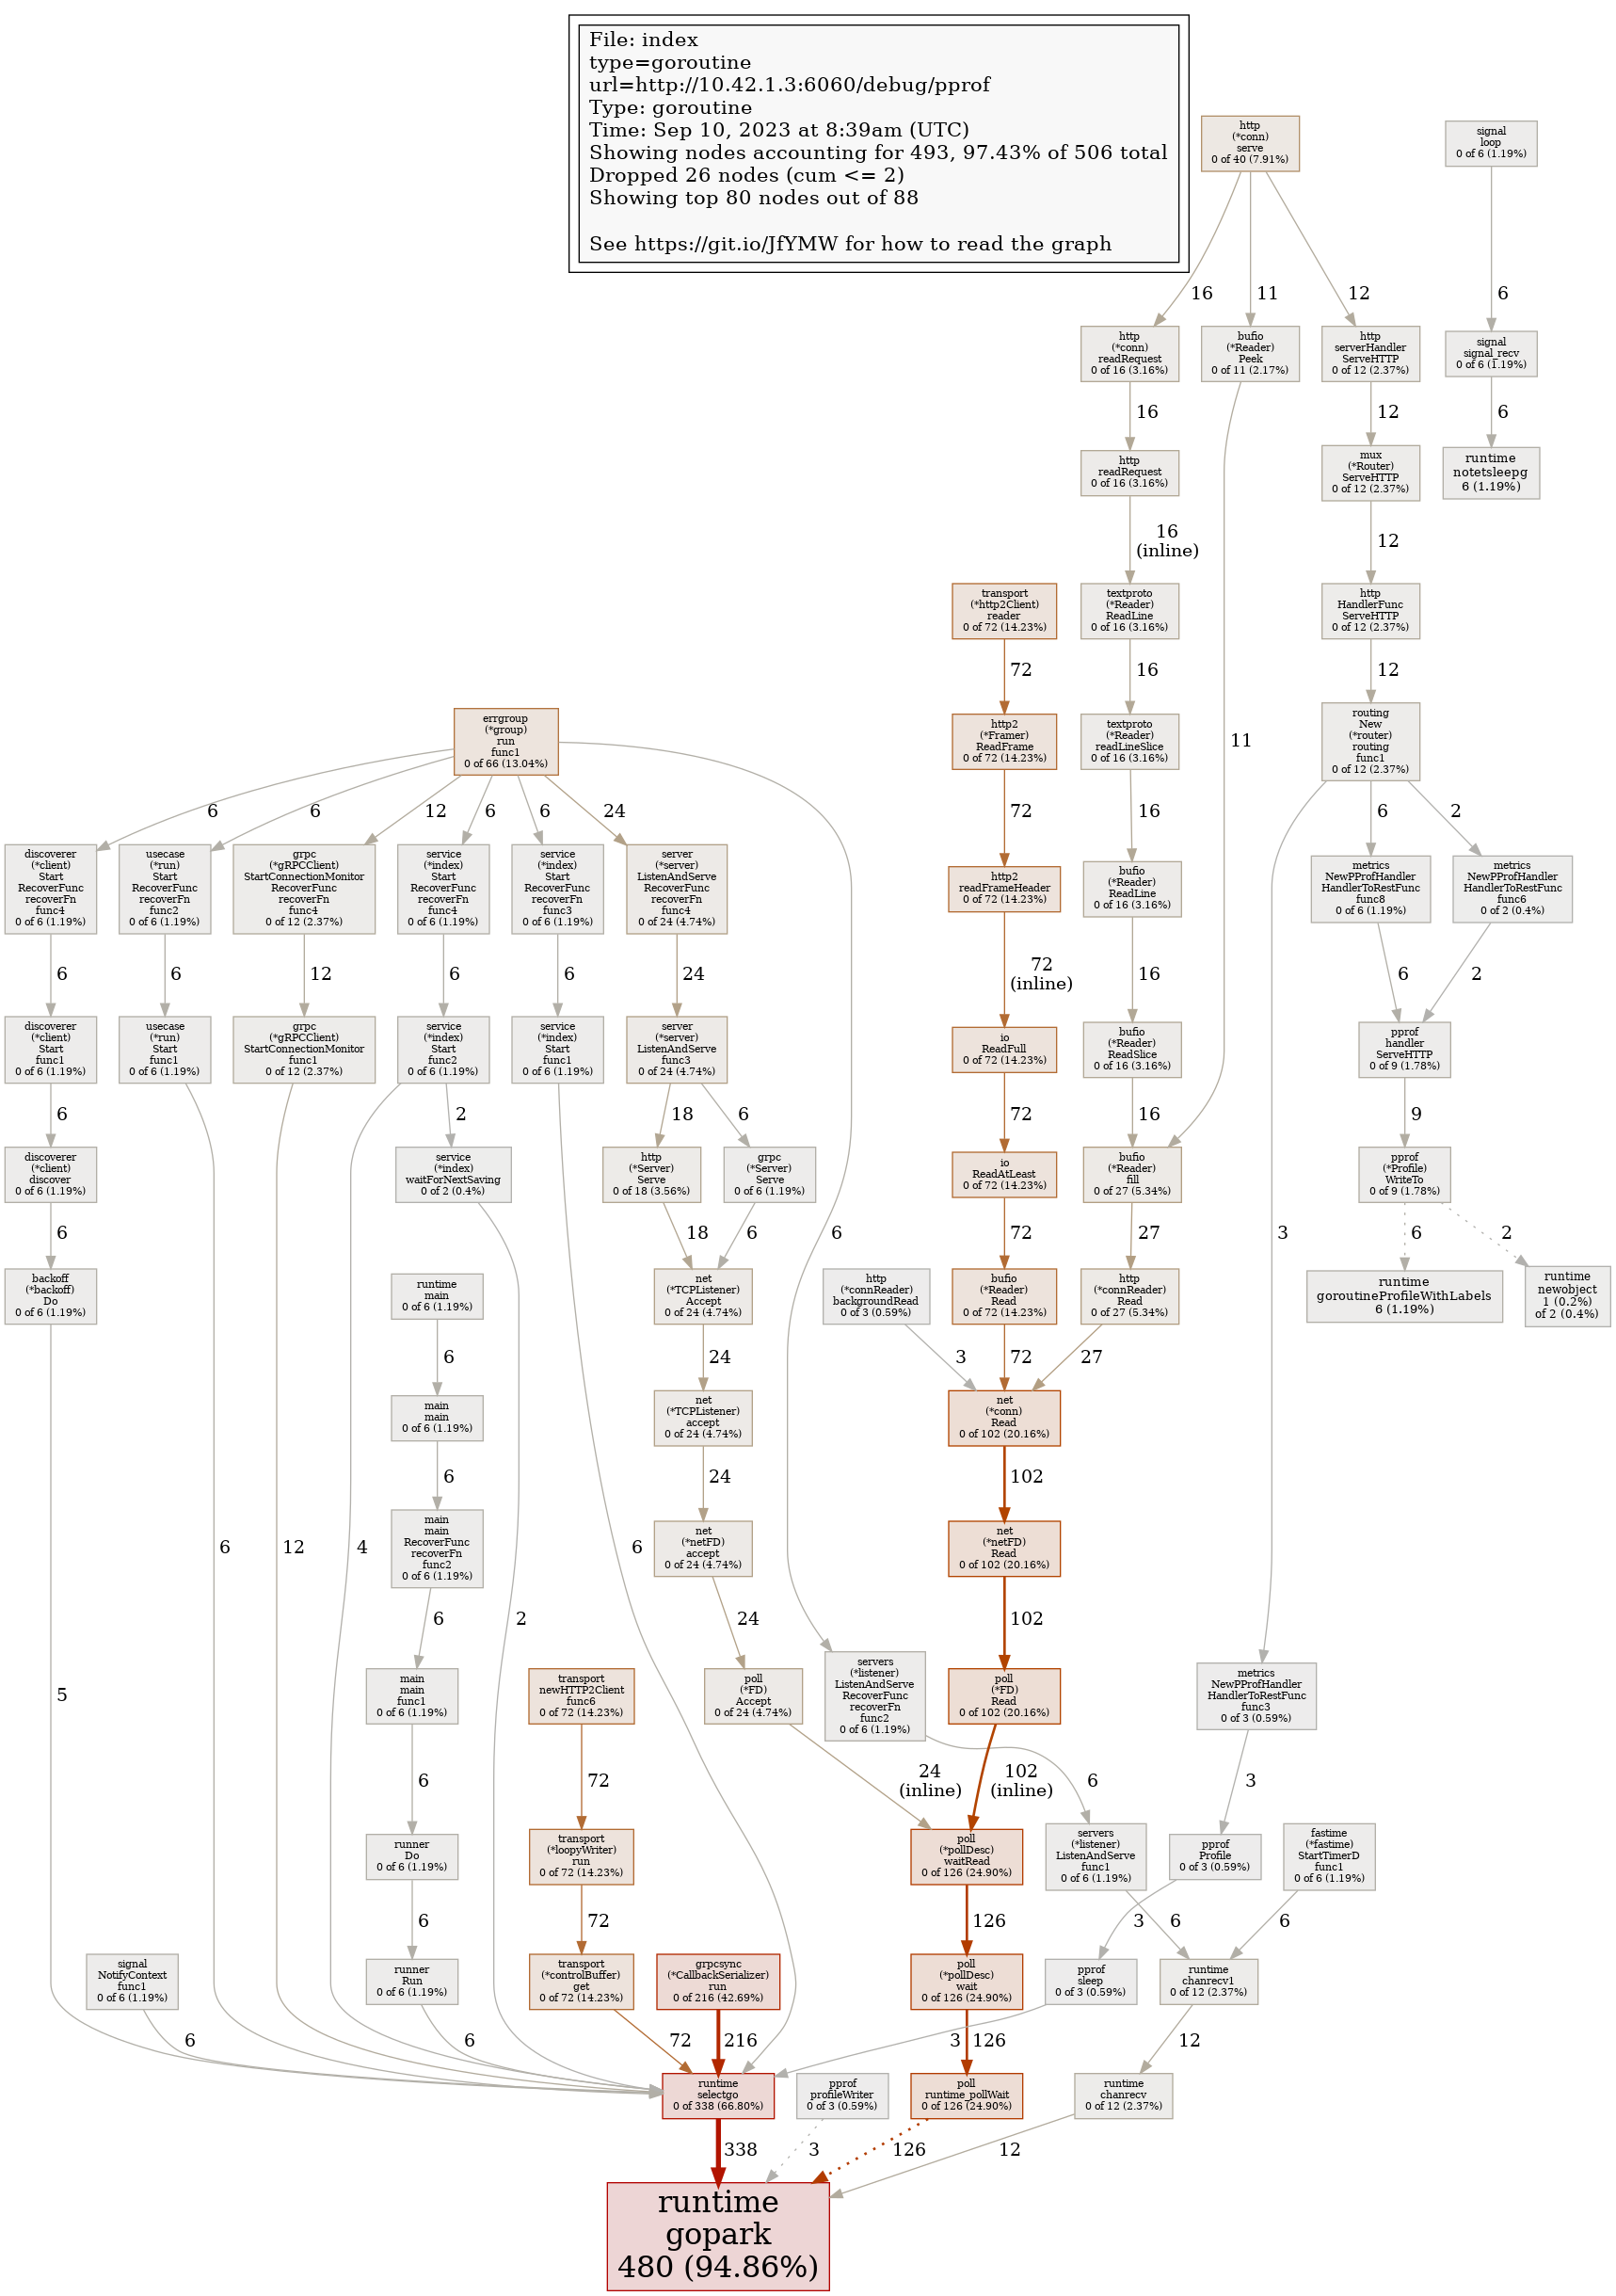 File: index
type=goroutine
url=http://10.42.1.3:6060/debug/pprof
Type: goroutine
Time: Sep 10, 2023 at 8:39am (UTC)
Showing nodes accounting for 493, 97.43% of 506 total
Dropped 26 nodes (cum <= 2)
Showing top 80 nodes out of 88
See https://git.io/JfYMW for how to read the graph
http
(*conn)
serve
0 of 40 (7.91%)
signal
loop
0 of 6 (1.19%)
16
11
12
6
http
(*conn)
readRequest
0 of 16 (3.16%)
bufio
(*Reader)
Peek
0 of 11 (2.17%)
http
serverHandler
ServeHTTP
0 of 12 (2.37%)
signal
signal_recv
0 of 6 (1.19%)
16
12
6
http
readRequest
0 of 16 (3.16%)
mux
(*Router)
ServeHTTP
0 of 12 (2.37%)
runtime
notetsleepg
6 (1.19%)
16
(inline)
12
transport
(*http2Client)
reader
0 of 72 (14.23%)
textproto
(*Reader)
ReadLine
0 of 16 (3.16%)
http
HandlerFunc
ServeHTTP
0 of 12 (2.37%)
72
16
12
errgroup
(*group)
run
func1
0 of 66 (13.04%)
http2
(*Framer)
ReadFrame
0 of 72 (14.23%)
textproto
(*Reader)
readLineSlice
0 of 16 (3.16%)
11
routing
New
(*router)
routing
func1
0 of 12 (2.37%)
6
6
12
6
6
24
72
16
6
2
discoverer
(*client)
Start
RecoverFunc
recoverFn
func4
0 of 6 (1.19%)
usecase
(*run)
Start
RecoverFunc
recoverFn
func2
0 of 6 (1.19%)
grpc
(*gRPCClient)
StartConnectionMonitor
RecoverFunc
recoverFn
func4
0 of 12 (2.37%)
service
(*index)
Start
RecoverFunc
recoverFn
func4
0 of 6 (1.19%)
service
(*index)
Start
RecoverFunc
recoverFn
func3
0 of 6 (1.19%)
server
(*server)
ListenAndServe
RecoverFunc
recoverFn
func4
0 of 24 (4.74%)
http2
readFrameHeader
0 of 72 (14.23%)
bufio
(*Reader)
ReadLine
0 of 16 (3.16%)
metrics
NewPProfHandler
HandlerToRestFunc
func8
0 of 6 (1.19%)
metrics
NewPProfHandler
HandlerToRestFunc
func6
0 of 2 (0.4%)
6
6
12
6
6
24
72
(inline)
16
6
2
discoverer
(*client)
Start
func1
0 of 6 (1.19%)
usecase
(*run)
Start
func1
0 of 6 (1.19%)
grpc
(*gRPCClient)
StartConnectionMonitor
func1
0 of 12 (2.37%)
service
(*index)
Start
func2
0 of 6 (1.19%)
service
(*index)
Start
func1
0 of 6 (1.19%)
server
(*server)
ListenAndServe
func3
0 of 24 (4.74%)
io
ReadFull
0 of 72 (14.23%)
bufio
(*Reader)
ReadSlice
0 of 16 (3.16%)
pprof
handler
ServeHTTP
0 of 9 (1.78%)
6
2
18
6
72
16
9
discoverer
(*client)
discover
0 of 6 (1.19%)
service
(*index)
waitForNextSaving
0 of 2 (0.4%)
http
(*Server)
Serve
0 of 18 (3.56%)
grpc
(*Server)
Serve
0 of 6 (1.19%)
io
ReadAtLeast
0 of 72 (14.23%)
bufio
(*Reader)
fill
0 of 27 (5.34%)
pprof
(*Profile)
WriteTo
0 of 9 (1.78%)
6
18
6
6
72
27
3
6
2
backoff
(*backoff)
Do
0 of 6 (1.19%)
runtime
main
0 of 6 (1.19%)
net
(*TCPListener)
Accept
0 of 24 (4.74%)
http
(*connReader)
backgroundRead
0 of 3 (0.59%)
bufio
(*Reader)
Read
0 of 72 (14.23%)
http
(*connReader)
Read
0 of 27 (5.34%)
runtime
goroutineProfileWithLabels
6 (1.19%)
runtime
newobject
1 (0.2%)
of 2 (0.4%)
6
24
3
72
27
main
main
0 of 6 (1.19%)
net
(*TCPListener)
accept
0 of 24 (4.74%)
net
(*conn)
Read
0 of 102 (20.16%)
6
24
102
6
12
4
main
main
RecoverFunc
recoverFn
func2
0 of 6 (1.19%)
6
net
(*netFD)
accept
0 of 24 (4.74%)
net
(*netFD)
Read
0 of 102 (20.16%)
6
2
24
102
5
main
main
func1
0 of 6 (1.19%)
transport
newHTTP2Client
func6
0 of 72 (14.23%)
poll
(*FD)
Accept
0 of 24 (4.74%)
servers
(*listener)
ListenAndServe
RecoverFunc
recoverFn
func2
0 of 6 (1.19%)
poll
(*FD)
Read
0 of 102 (20.16%)
metrics
NewPProfHandler
HandlerToRestFunc
func3
0 of 3 (0.59%)
6
72
24
(inline)
102
(inline)
6
3
runner
Do
0 of 6 (1.19%)
transport
(*loopyWriter)
run
0 of 72 (14.23%)
poll
(*pollDesc)
waitRead
0 of 126 (24.90%)
servers
(*listener)
ListenAndServe
func1
0 of 6 (1.19%)
pprof
Profile
0 of 3 (0.59%)
fastime
(*fastime)
StartTimerD
func1
0 of 6 (1.19%)
6
72
126
3
6
6
signal
NotifyContext
func1
0 of 6 (1.19%)
runner
Run
0 of 6 (1.19%)
transport
(*controlBuffer)
get
0 of 72 (14.23%)
grpcsync
(*CallbackSerializer)
run
0 of 216 (42.69%)
poll
(*pollDesc)
wait
0 of 126 (24.90%)
pprof
sleep
0 of 3 (0.59%)
runtime
chanrecv1
0 of 12 (2.37%)
6
6
72
216
3
126
12
runtime
selectgo
0 of 338 (66.80%)
pprof
profileWriter
0 of 3 (0.59%)
poll
runtime_pollWait
0 of 126 (24.90%)
runtime
chanrecv
0 of 12 (2.37%)
338
3
126
12
runtime
gopark
480 (94.86%)